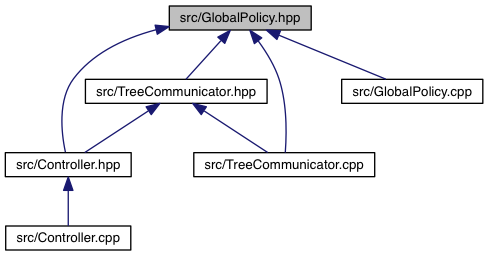 src/GlobalPolicy.hpp
src/TreeCommunicator.hpp
src/GlobalPolicy.cpp
src/Controller.hpp
src/TreeCommunicator.cpp
src/Controller.cpp